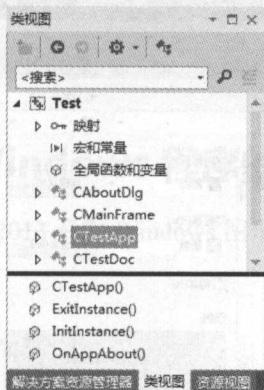 类视图
<搜索>
Test
映射
宏和常量
全局函数和变量
CAboutDlg
CMainFrame
CTestApp
CTestDoc
CTestApp()
ExitInstance()
InitInstance()
OnAppAbout()
解决方案资源管理器 类视图 资源视图